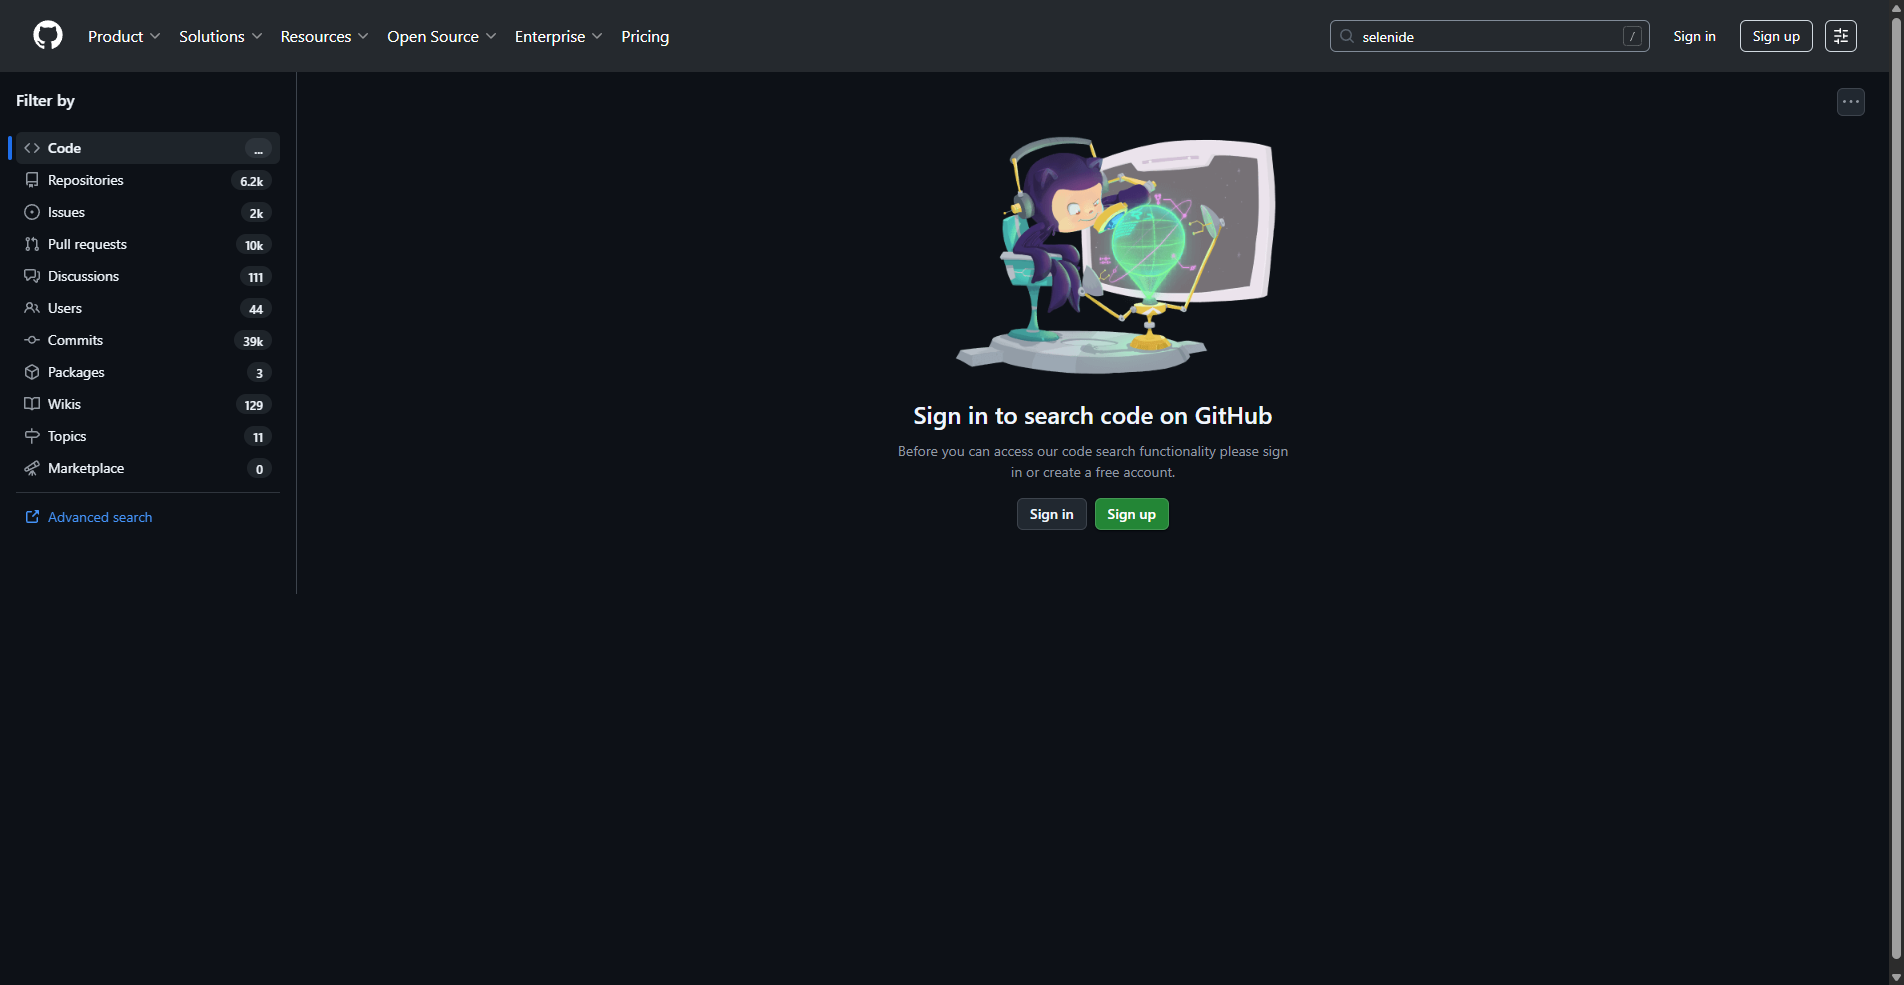 Product Solutions Resources Open Source Enterprise Pricing selenide / Sign in Sign up
Filter by
Code ...
Repositories 6.2k
Issues 2k
Pull requests 10k
Discussions 111
Users 44
Commits 39k
Packages 3
Wikis 129
Topics 11
Marketplace 0
Advanced search
Sign in to search code on GitHub
Before you can access our code search functionality please sign
in or create a free account.
Sign in Sign up